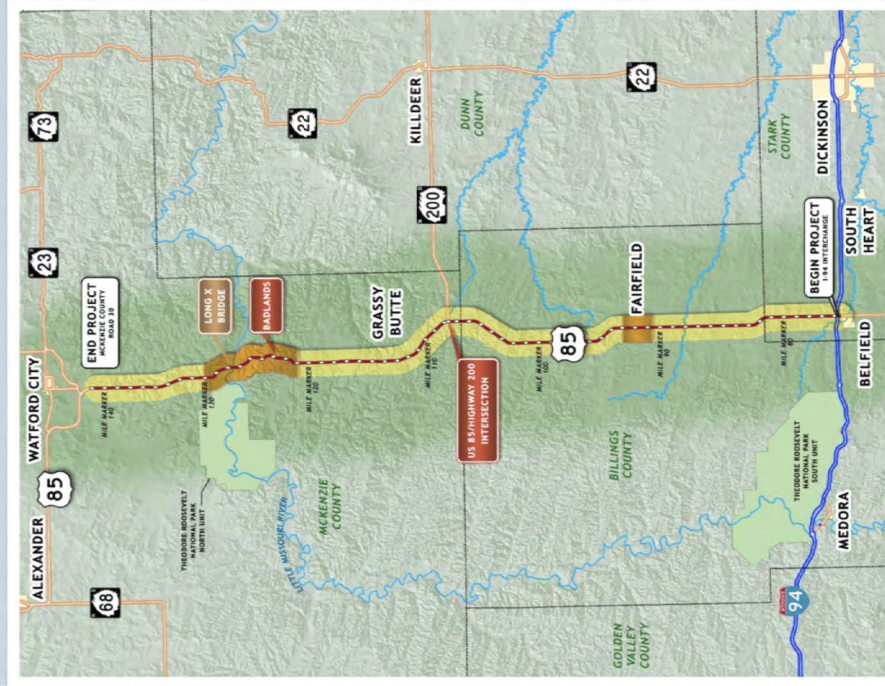 ALEXANDER
85
WATFORD CITY
23
73
68
END PROJECT
MCKENZIE COUNTY
ROAD 30
MILE MARKER
140
THEODORE ROOSEVELT
NATIONAL PARK
NORTH UNIT
MILE MARKER
130
LONG X
BRIDGE
BADLANDS
22
LITTLE MISSOURI RIVER
MCKENZIE
COUNTY
MILE MARKER
120
GRASSY
BUTTE
KILLDEER
MILE MARKER
110
200
DUNN
COUNTY
US 85/HIGHWAY 200
INTERSECTION
MILE MARKER
100
85
BILLINGS
COUNTY
FAIRFIELD
22
MILE MARKER
90
GOLDEN
VALLEY
COUNTY
THEODORE ROOSEVELT
NATIONAL PARK
SOUTH UNIT
MILE MARKER
80
STARK
COUNTY
BEGIN PROJECT
I-94 INTERCHANGE
DICKINSON
94
MEDORA
BELFIELD
SOUTH
HEART